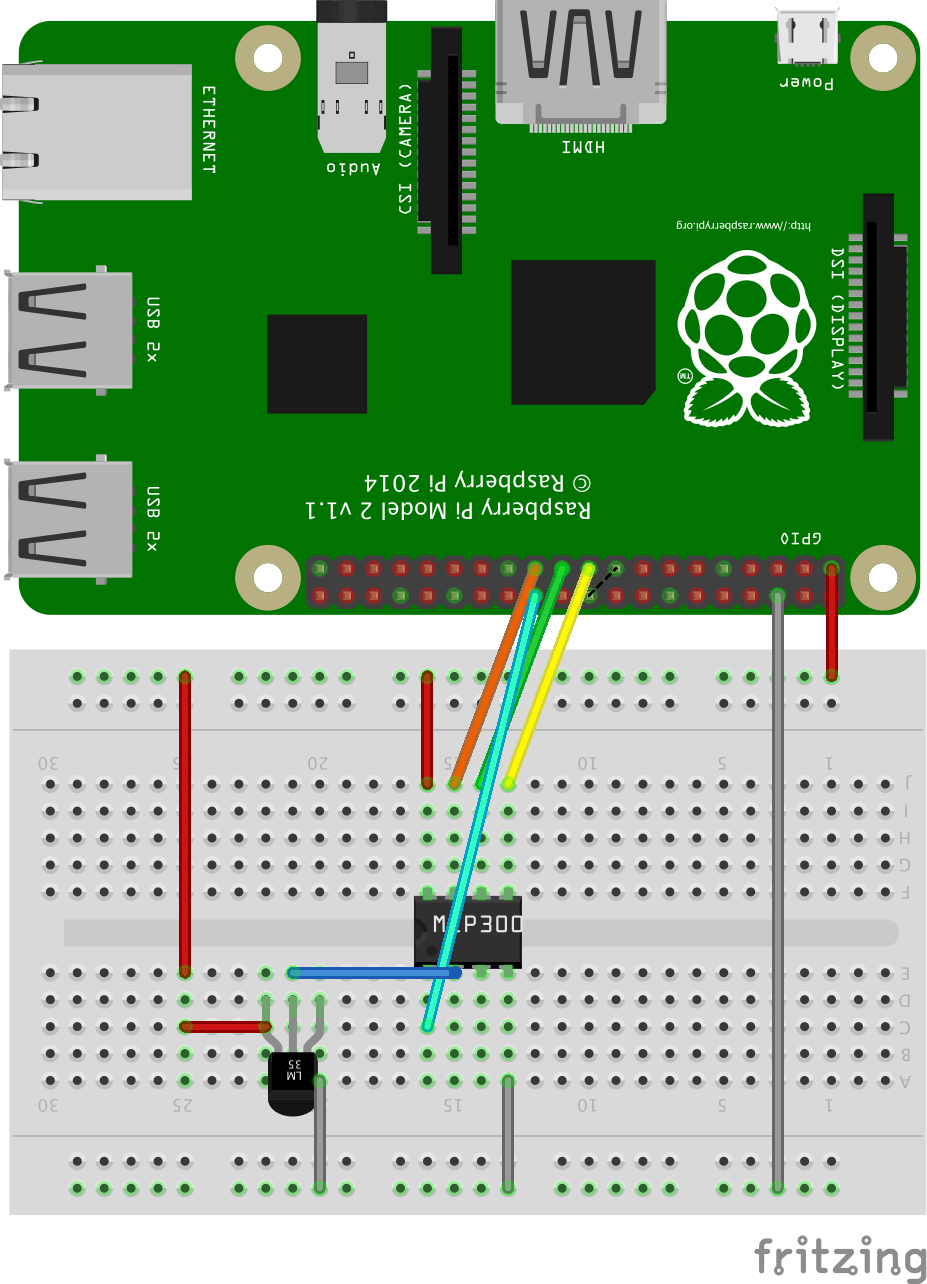 Power
Audio
HDMI
ETHERNET
CSI (CAMERA)
http://www.raspberrypi.org
DSI (DISPLAY)
USB 2x
TM
USB 2x
© Raspberry Pi 2014
Raspberry Pi Model 2 v1.1
GPIO
30 20 10 5 1
J
I
H
G
F
MCP300
E
D
C
B
A
LM
35
30 25 15 10 5 1
fritzing